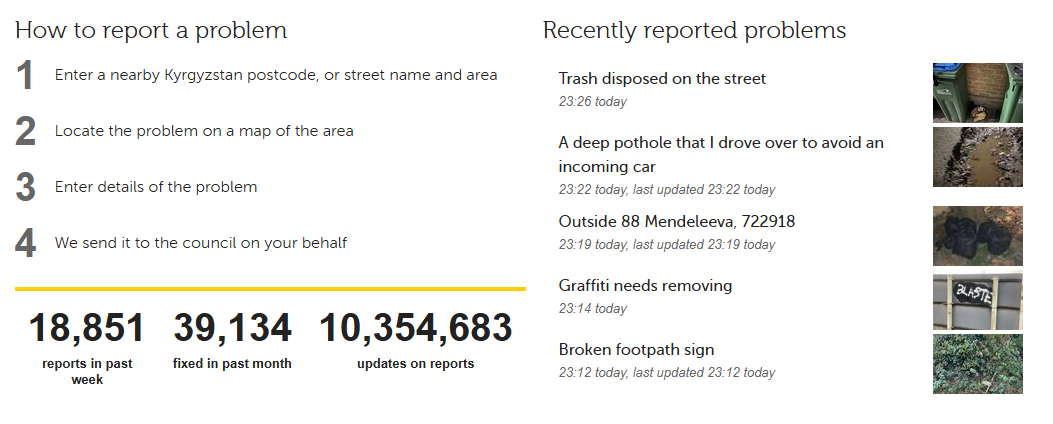 How to report a problem
1 Enter a nearby Kyrgyzstan postcode, or street name and area
2 Locate the problem on a map of the area
3 Enter details of the problem
4 We send it to the council on your behalf
18,851 39,134 10,354,683
reports in past fixed in past month updates on reports
week
Recently reported problems
Trash disposed on the street
23:26 today
A deep pothole that I drove over to avoid an
incoming car
23:22 today, last updated 23:22 today
Outside 88 Mendeleeva, 722918
23:19 today, last updated 23:19 today
Graffiti needs removing
23:14 today
BLASTE
Broken footpath sign
23:12 today, last updated 23:12 today